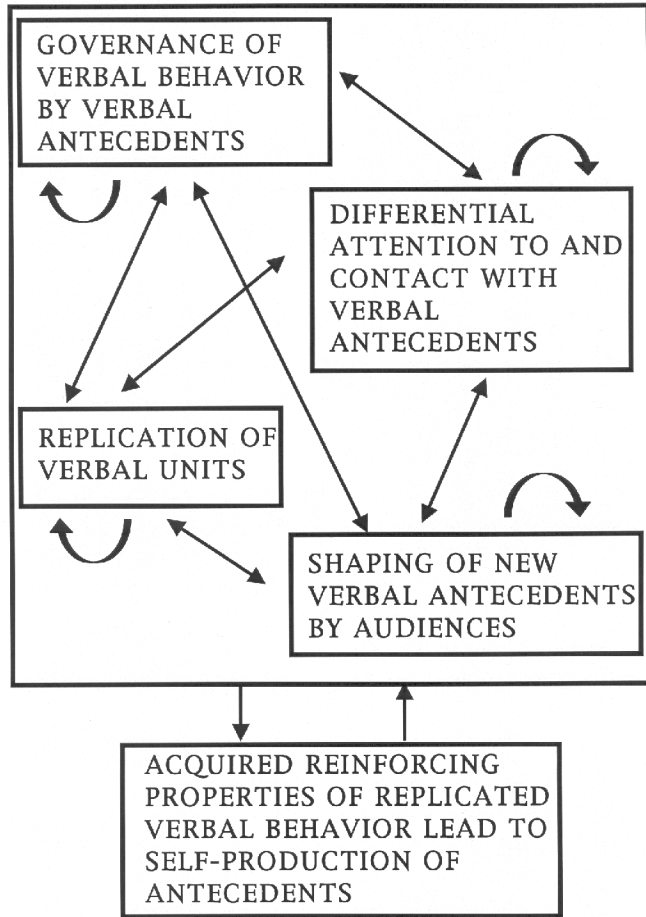 GOVERNANCE OF
VERBAL BEHAVIOR
BY VERBAL
ANTECEDENTS
DIFFERENTIAL
ATTENTION TO AND
CONTACT WITH
VERBAL
ANTECEDENTS
REPLICATION OF
VERBAL UNITS
SHAPING OF NEW
VERBAL ANTECEDENTS
BY AUDIENCES
ACQUIRED REINFORCING
PROPERTIES OF REPLICATED
VERBAL BEHAVIOR LEAD TO
SELF-PRODUCTION OF
ANTECEDENTS